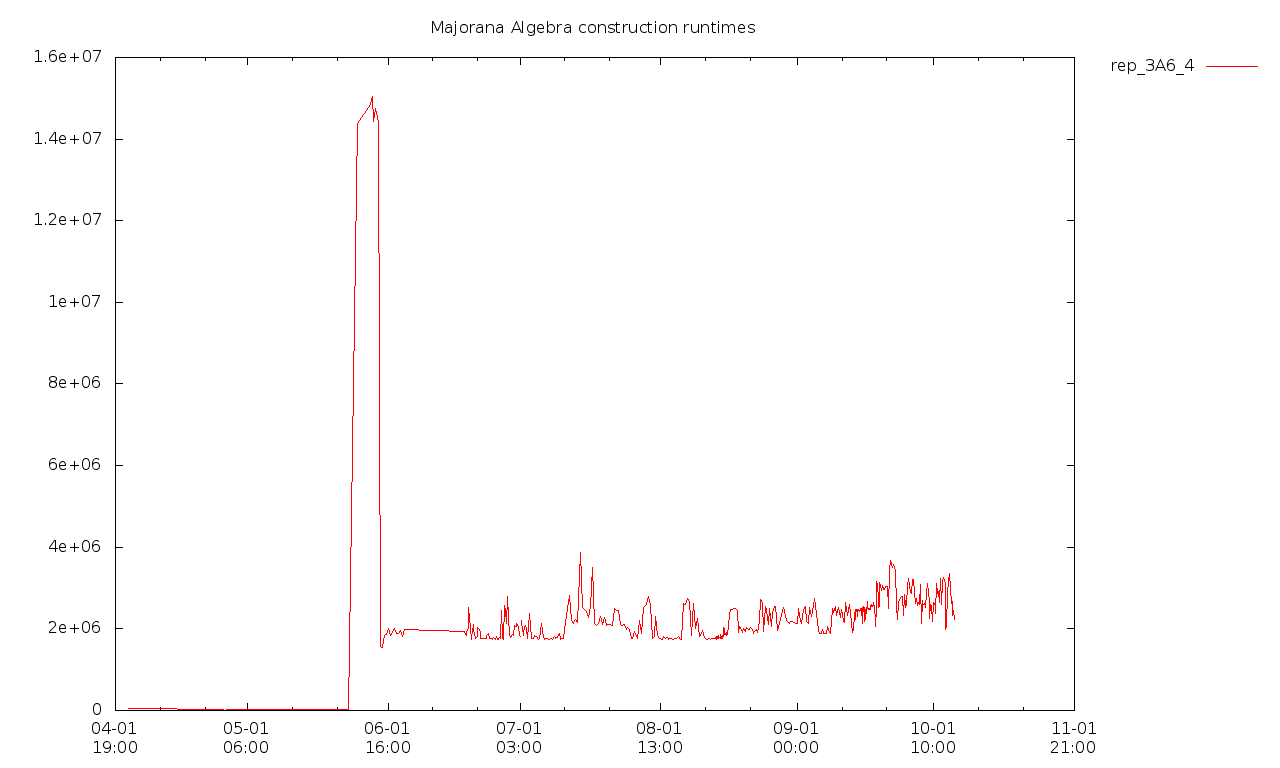 Majorana Algebra construction runtimes
rep_3A6_4
1.6e+07
1.4e+07
1.2e+07
1e+07
8e+06
6e+06
4e+06
2e+06
0
04-01 05-01 06-01 07-01 08-01 09-01 10-01 11-01
19:00 06:00 16:00 03:00 13:00 00:00 10:00 21:00